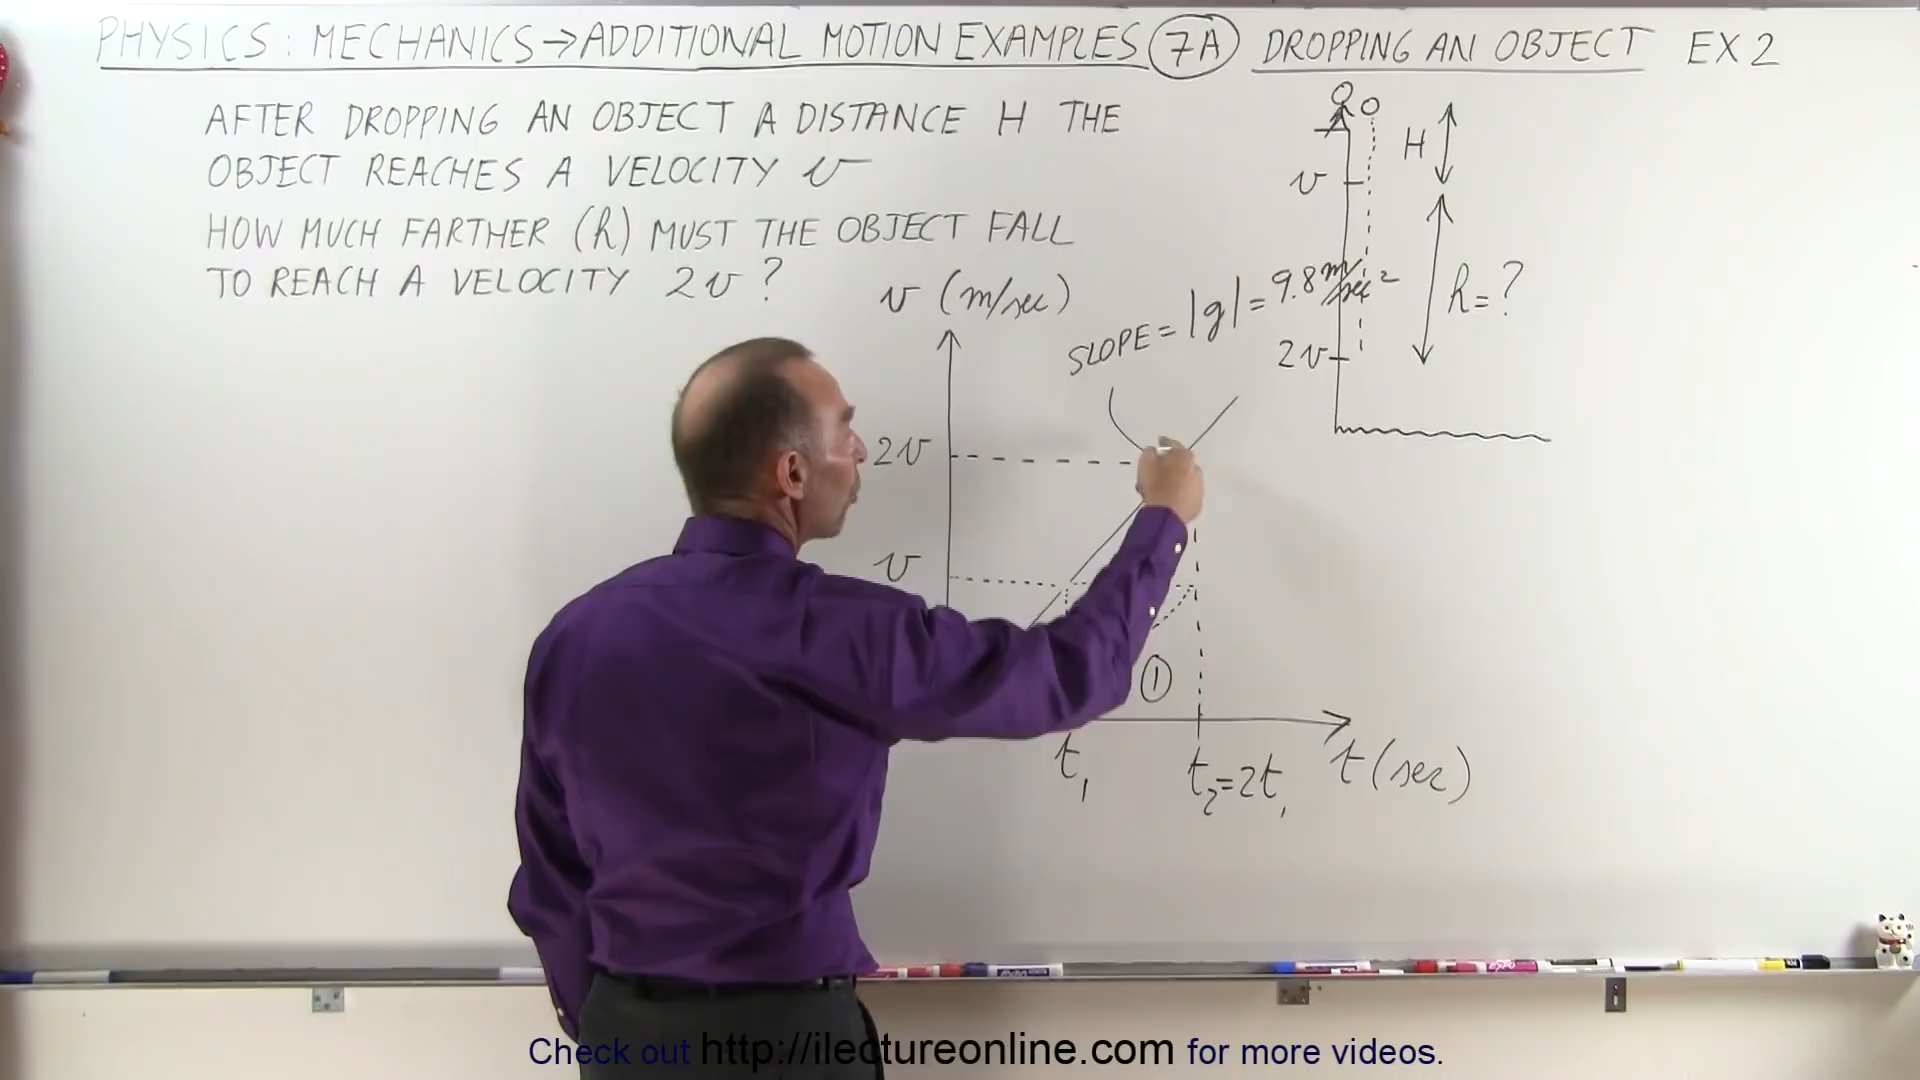 PHYSICS: MECHANICS→ADDITIONAL MOTION EXAMPLES 7A DROPPING AN OBJECT EX 2
AFTER DROPPING AN OBJECT A DISTANCE H THE
OBJECT REACHES A VELOCITY v
HOW MUCH FARTHER (h) MUST THE OBJECT FALL
TO REACH A VELOCITY 2v?
H
v
h=?
2v
v (m/sec)
SLOPE = |g| = 9.8 m/sec²
2v
v
1
t₁
t₂=2t₁
t (sec)
EXPO
Check out http://ilectureonline.com for more videos.